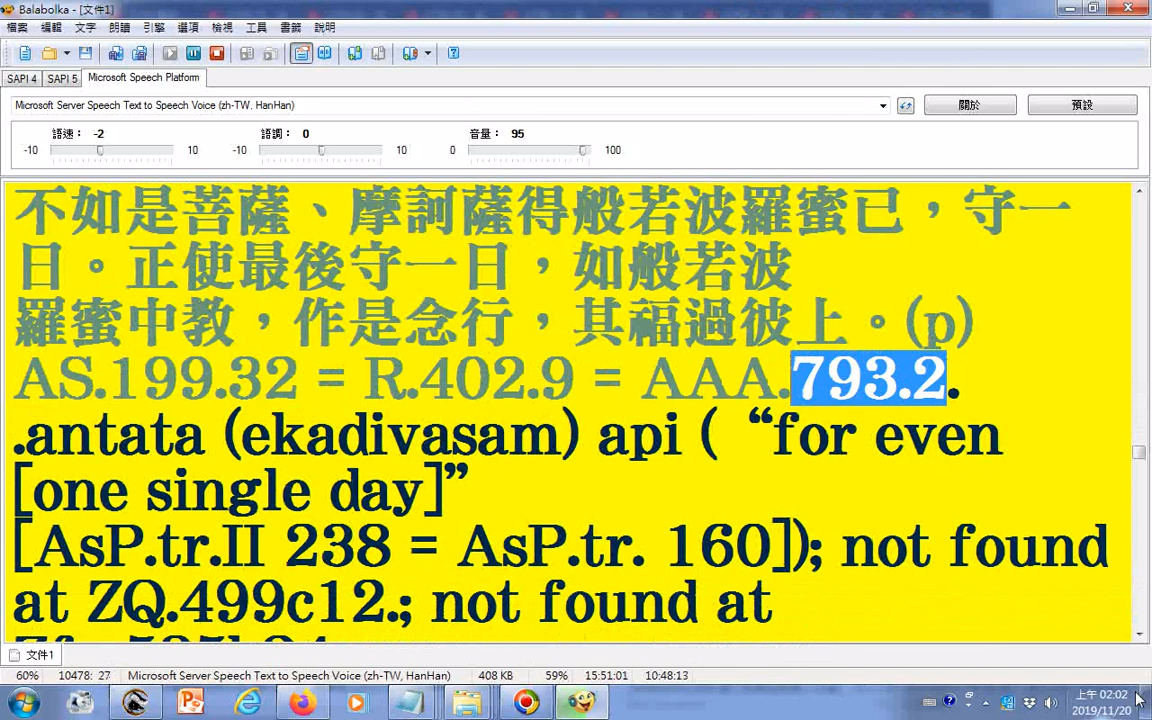 Balabolka - [文件1]
檔案 編輯 文字 朗讀 引擎 選項 檢視 工具 書籤 說明
SAPI 4 SAPI 5 Microsoft Speech Platform
Microsoft Server Speech Text to Speech Voice (zh-TW, HanHan) 關於 預設
語速： -2 語調： 0 音量： 95
-10 10 -10 10 0 100
不如是菩薩、摩訶薩得般若波羅蜜已，守一
日。正使最後守一日，如般若波
羅蜜中教，作是念行，其福過彼上。(p)
AS.199.32 = R.402.9 = AAA.793.2.
.antata (ekadivasam) api (“for even
[one single day]”
[AsP.tr.II 238 = AsP.tr. 160]); not found
at ZQ.499c12.; not found at
文件1
60% 10478: 27 Microsoft Server Speech Text to Speech Voice (zh-TW, HanHan) 408 KB 59% 15:51:01 10:48:13
上午 02:02
2019/11/20